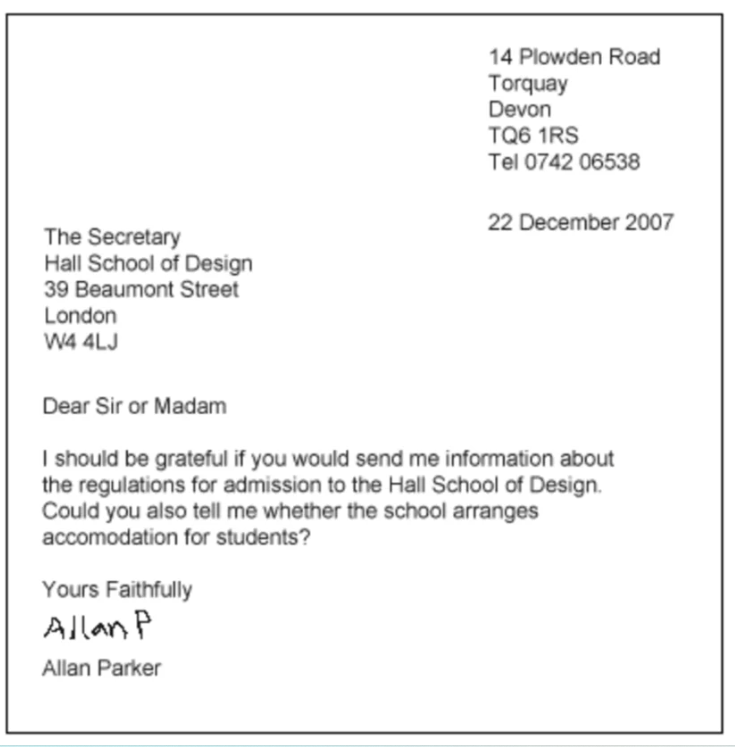 14 Plowden Road
Torquay
Devon
TQ6 1RS
Tel 0742 06538
22 December 2007
The Secretary
Hall School of Design
39 Beaumont Street
London
W4 4LJ
Dear Sir or Madam
I should be grateful if you would send me information about
the regulations for admission to the Hall School of Design.
Could you also tell me whether the school arranges
accomodation for students?
Yours Faithfully
Allan P
Allan Parker